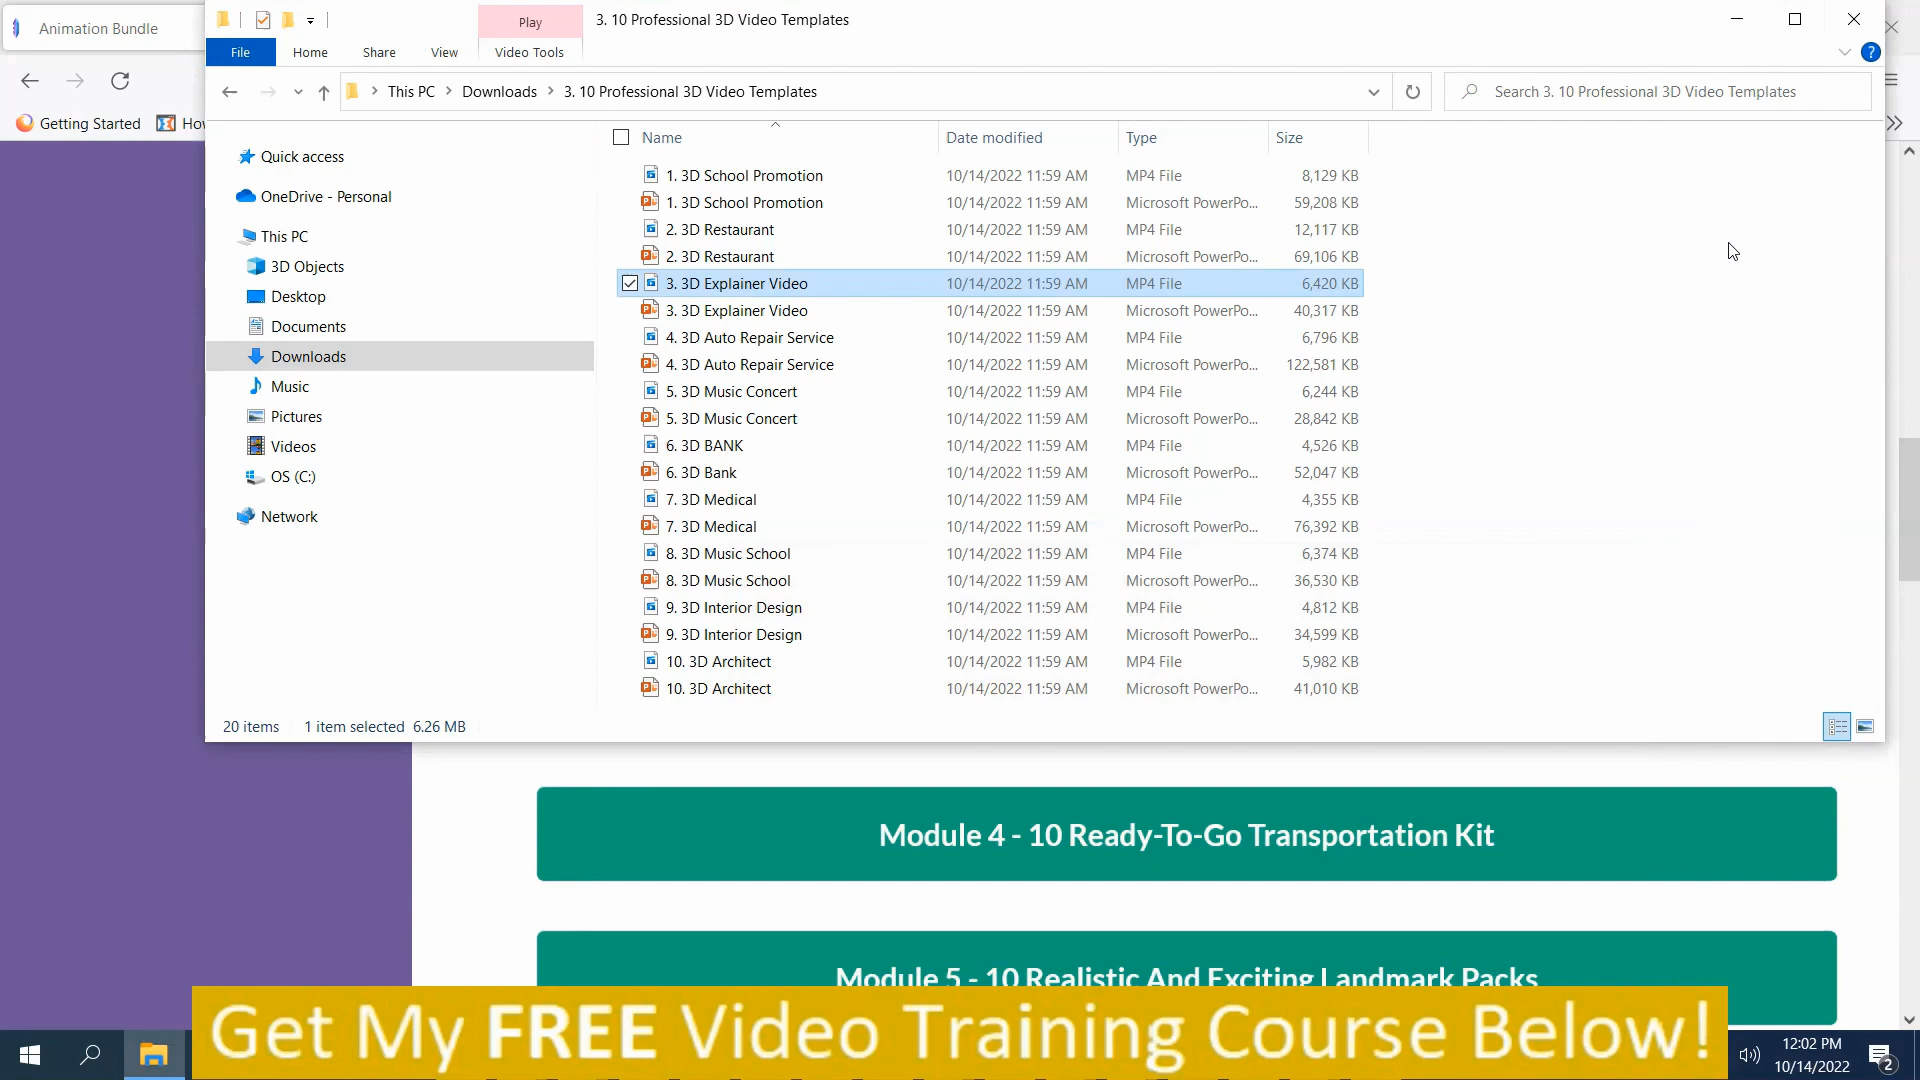 Animation Bundle
Play
3. 10 Professional 3D Video Templates
File
Home
Share
View
Video Tools
This PC
Downloads
3. 10 Professional 3D Video Templates
Search 3. 10 Professional 3D Video Templates
Getting Started
Hov
Name
Date modified
Type
Size
Quick access
OneDrive - Personal
This PC
3D Objects
Desktop
Documents
Downloads
Music
Pictures
Videos
OS (C:)
Network
1. 3D School Promotion 10/14/2022 11:59 AM MP4 File 8,129 KB
1. 3D School Promotion 10/14/2022 11:59 AM Microsoft PowerPo... 59,208 KB
2. 3D Restaurant 10/14/2022 11:59 AM MP4 File 12,117 KB
2. 3D Restaurant 10/14/2022 11:59 AM Microsoft PowerPo... 69,106 KB
3. 3D Explainer Video 10/14/2022 11:59 AM MP4 File 6,420 KB
3. 3D Explainer Video 10/14/2022 11:59 AM Microsoft PowerPo... 40,317 KB
4. 3D Auto Repair Service 10/14/2022 11:59 AM MP4 File 6,796 KB
4. 3D Auto Repair Service 10/14/2022 11:59 AM Microsoft PowerPo... 122,581 KB
5. 3D Music Concert 10/14/2022 11:59 AM MP4 File 6,244 KB
5. 3D Music Concert 10/14/2022 11:59 AM Microsoft PowerPo... 28,842 KB
6. 3D BANK 10/14/2022 11:59 AM MP4 File 4,526 KB
6. 3D Bank 10/14/2022 11:59 AM Microsoft PowerPo... 52,047 KB
7. 3D Medical 10/14/2022 11:59 AM MP4 File 4,355 KB
7. 3D Medical 10/14/2022 11:59 AM Microsoft PowerPo... 76,392 KB
8. 3D Music School 10/14/2022 11:59 AM MP4 File 6,374 KB
8. 3D Music School 10/14/2022 11:59 AM Microsoft PowerPo... 36,530 KB
9. 3D Interior Design 10/14/2022 11:59 AM MP4 File 4,812 KB
9. 3D Interior Design 10/14/2022 11:59 AM Microsoft PowerPo... 34,599 KB
10. 3D Architect 10/14/2022 11:59 AM MP4 File 5,982 KB
10. 3D Architect 10/14/2022 11:59 AM Microsoft PowerPo... 41,010 KB
20 items 1 item selected 6.26 MB
Module 4 - 10 Ready-To-Go Transportation Kit
Module 5 - 10 Realistic And Exciting Landmark Packs
Get My FREE Video Training Course Below!
12:02 PM
10/14/2022
2